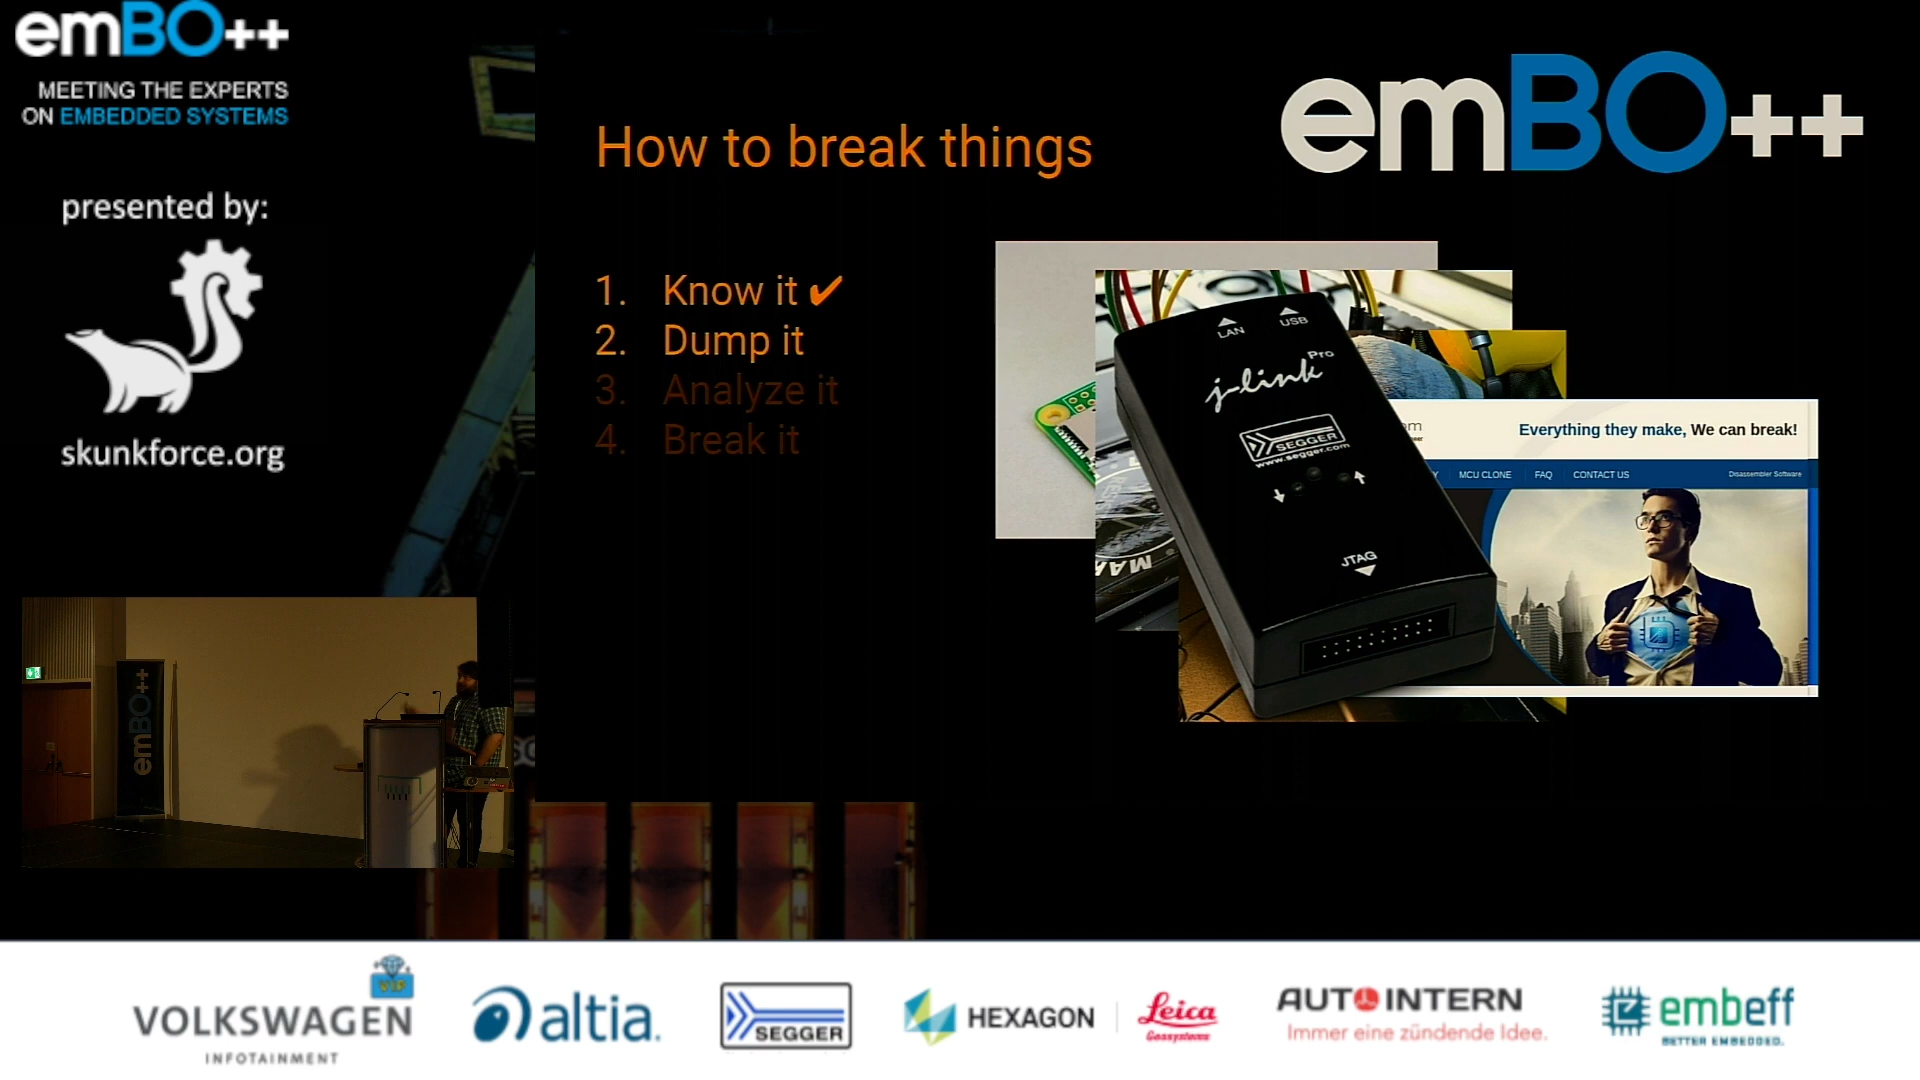 emBO++
MEETING THE EXPERTS
ON EMBEDDED SYSTEMS
presented by:
skunkforce.org
How to break things
emBO++
1. Know it ✔
2. Dump it
3. Analyze it
4. Break it
LAN USB
j-link Pro
SEGGER
www.segger.com
JTAG
Everything they make, We can break!
MCU CLONE FAQ CONTACT US Disassembler Software
emBO++
VIP
VOLKSWAGEN
INFOTAINMENT
altia.
SEGGER
HEXAGON
Leica
Geosystems
AUTOINTERN
Immer eine zündende Idee.
embeff
BETTER EMBEDDED.